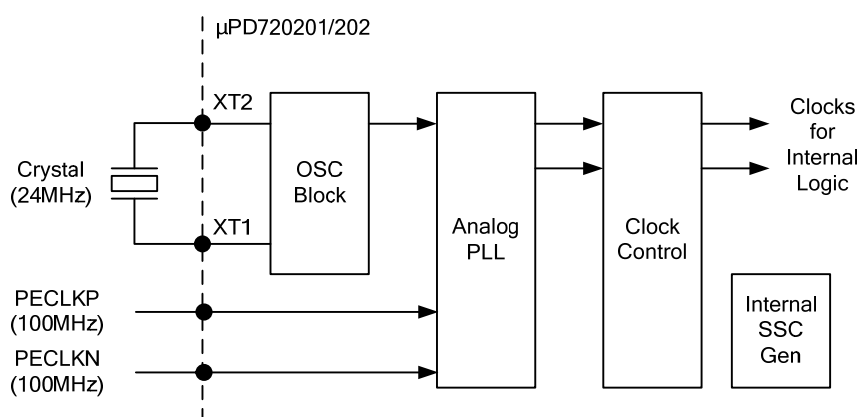 µPD720201/202
XT2
Crystal
(24MHz)
XT1
OSC
Block
PECLKP
(100MHz)
PECLKN
(100MHz)
Analog
PLL
Clock
Control
Clocks
for
Internal
Logic
Internal
SSC
Gen